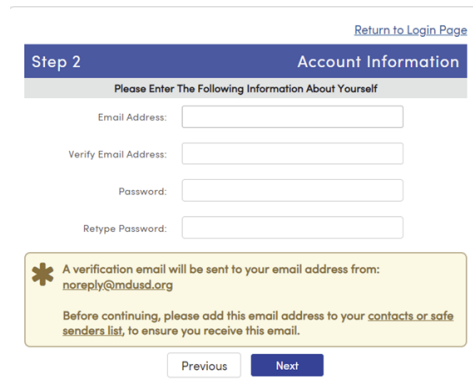 Return to Login Page
Step 2 Account Information
Please Enter The Following Information About Yourself
Email Address:
Verify Email Address:
Password:
Retype Password:
A verification email will be sent to your email address from:
noreply@mdusd.org
Before continuing, please add this email address to your contacts or safe
senders list, to ensure you receive this email.
Previous Next